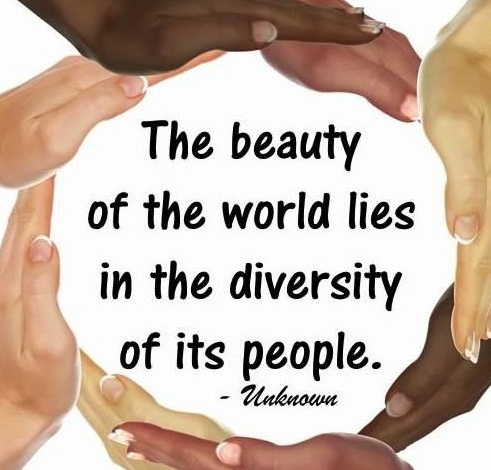 The beauty
of the world lies
in the diversity
of its people.
- Unknown